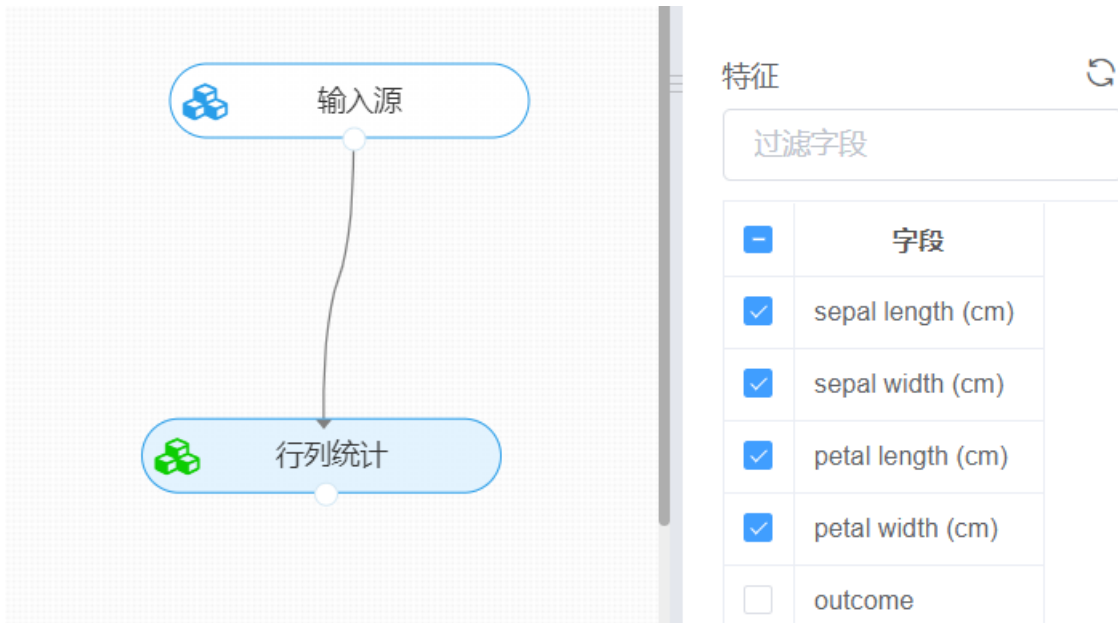 输入源
行列统计
特征
过滤字段
字段
sepal length (cm)
sepal width (cm)
petal length (cm)
petal width (cm)
outcome